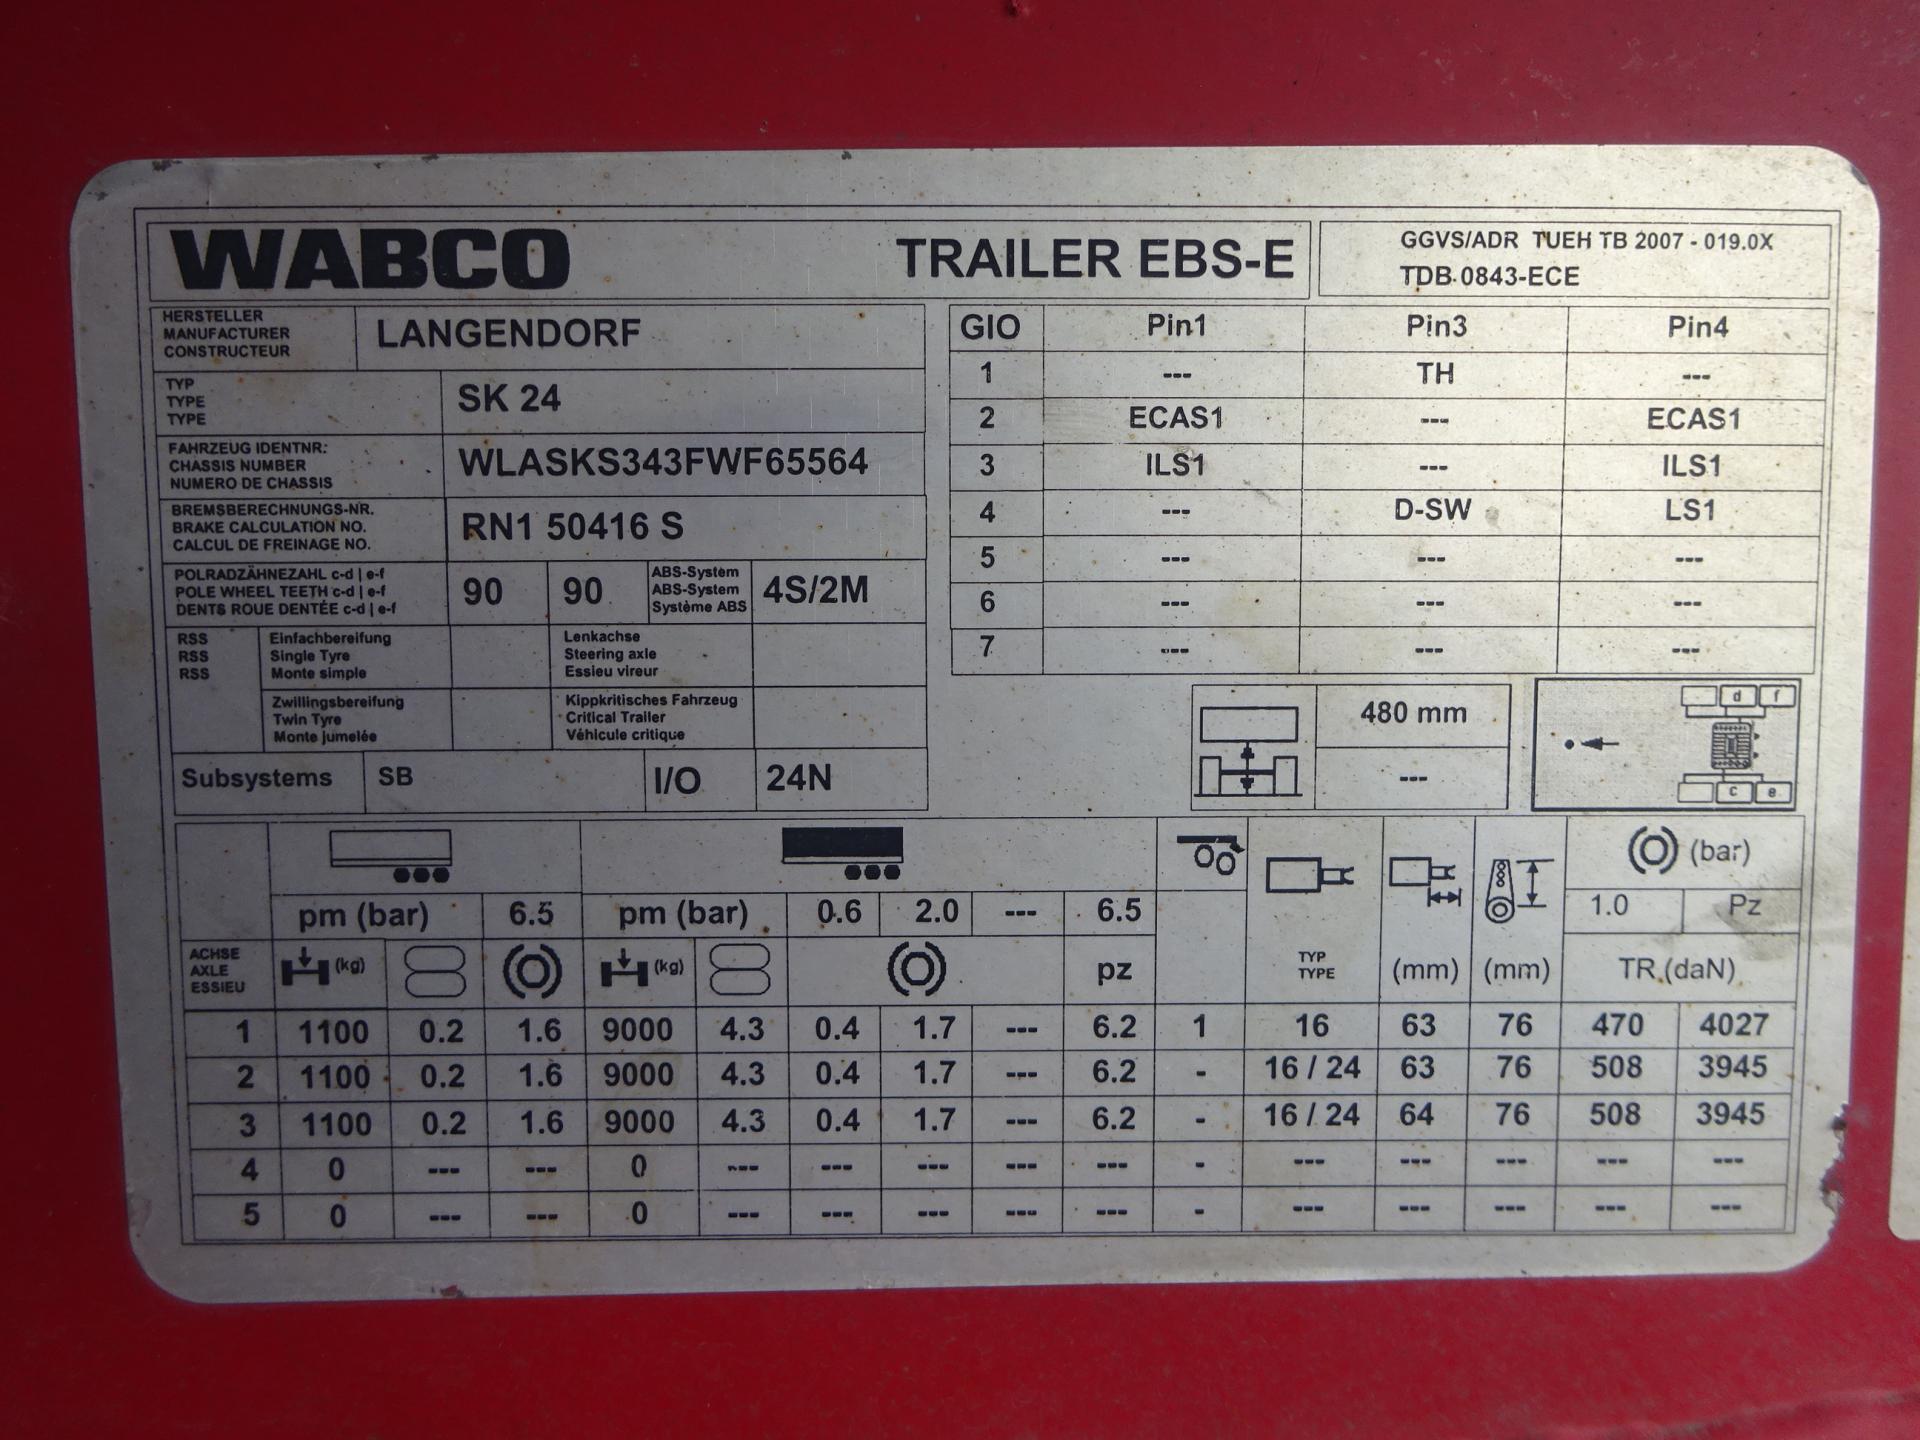 WABCO TRAILER EBS-E
GGVS/ADR TUEH TB 2007 - 019.0X
TDB 0843-ECE
HERSTELLER
MANUFACTURER
CONSTRUCTEUR
LANGENDORF
TYP
TYPE
TYPE
SK 24
FAHRZEUG IDENTNR:
CHASSIS NUMBER
NUMERO DE CHASSIS
WLASKS343FWF65564
BREMSBERECHNUNGS-NR.
BRAKE CALCULATION NO.
CALCUL DE FREINAGE NO.
RN1 50416 S
POLRADZÄHNEZAHL c-d | e-f
POLE WHEEL TEETH c-d | e-f
DENTS ROUE DENTÉE c-d | e-f
90 90
ABS-System
ABS-System
Système ABS
4S/2M
RSS
RSS
RSS
Einfachbereifung
Single Tyre
Monte simple
Lenkachse
Steering axle
Essieu vireur
Zwillingsbereifung
Twin Tyre
Monte jumelée
Kippkritisches Fahrzeug
Critical Trailer
Véhicule critique
Subsystems SB I/O 24N
GIO Pin1 Pin3 Pin4
1 --- TH ---
2 ECAS1 --- ECAS1
3 ILS1 --- ILS1
4 --- D-SW LS1
5 --- --- ---
6 --- --- ---
7 --- --- ---
480 mm
---
d f
c e
(bar)
pm (bar) 6.5 pm (bar) 0.6 2.0 --- 6.5 1.0 Pz
ACHSE
AXLE
ESSIEU
(kg) (kg) pz
TYP
TYPE
(mm) (mm) TR.(daN)
1 1100 0.2 1.6 9000 4.3 0.4 1.7 --- 6.2 1 16 63 76 470 4027
2 1100 0.2 1.6 9000 4.3 0.4 1.7 --- 6.2 - 16 / 24 63 76 508 3945
3 1100 0.2 1.6 9000 4.3 0.4 1.7 --- 6.2 - 16 / 24 64 76 508 3945
4 0 --- --- 0 --- --- --- --- --- - --- --- --- --- ---
5 0 --- --- 0 --- --- --- --- --- - --- --- --- --- ---